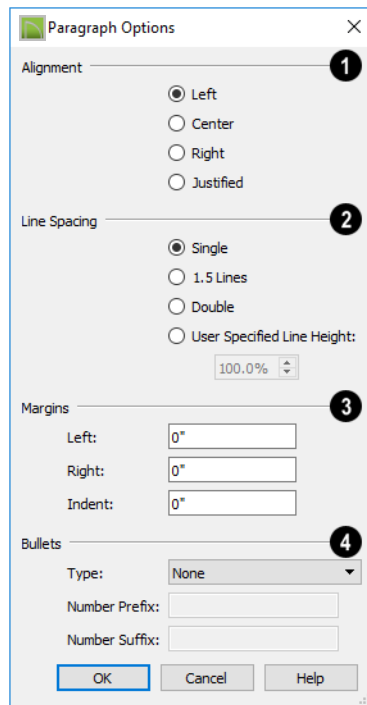 Paragraph Options
Alignment 1
Left
Center
Right
Justified
Line Spacing 2
Single
1.5 Lines
Double
User Specified Line Height:
100.0%
Margins 3
Left: 0"
Right: 0"
Indent: 0"
Bullets 4
Type: None
Number Prefix:
Number Suffix:
OK Cancel Help